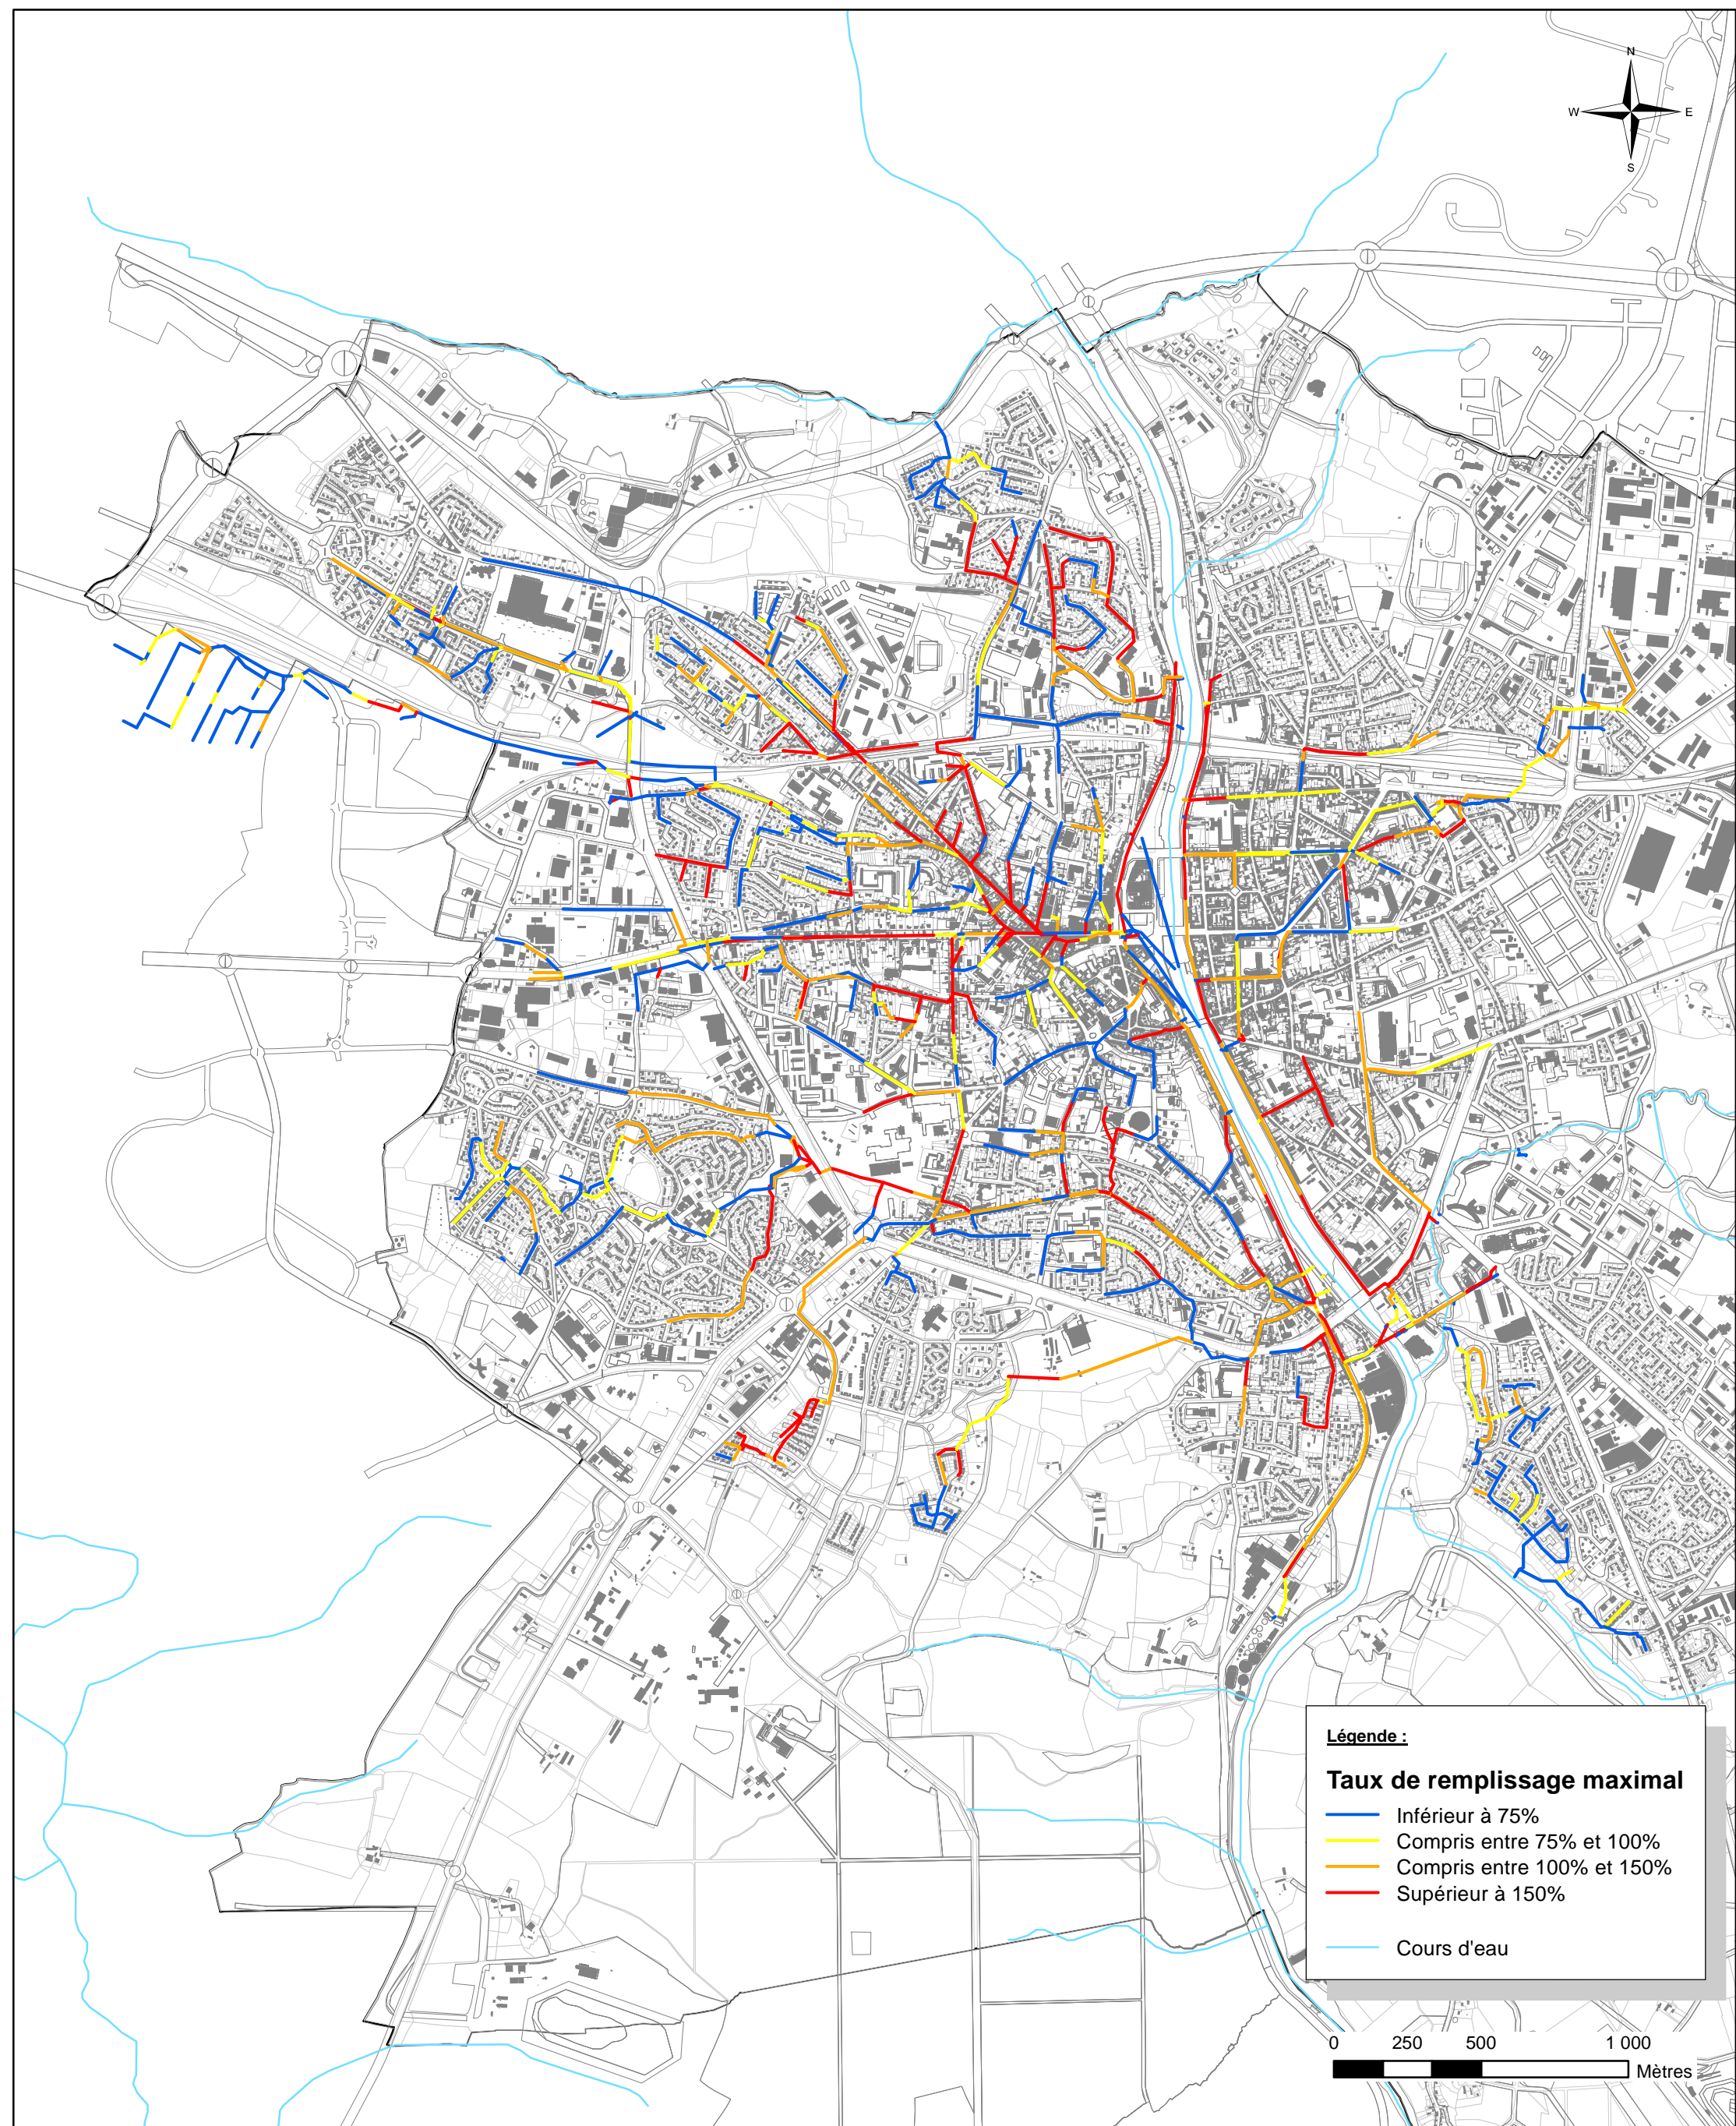 N
W E
S
Légende :
Taux de remplissage maximal
Inférieur à 75%
Compris entre 75% et 100%
Compris entre 100% et 150%
Supérieur à 150%
Cours d'eau
0 250 500 1 000
Mètres